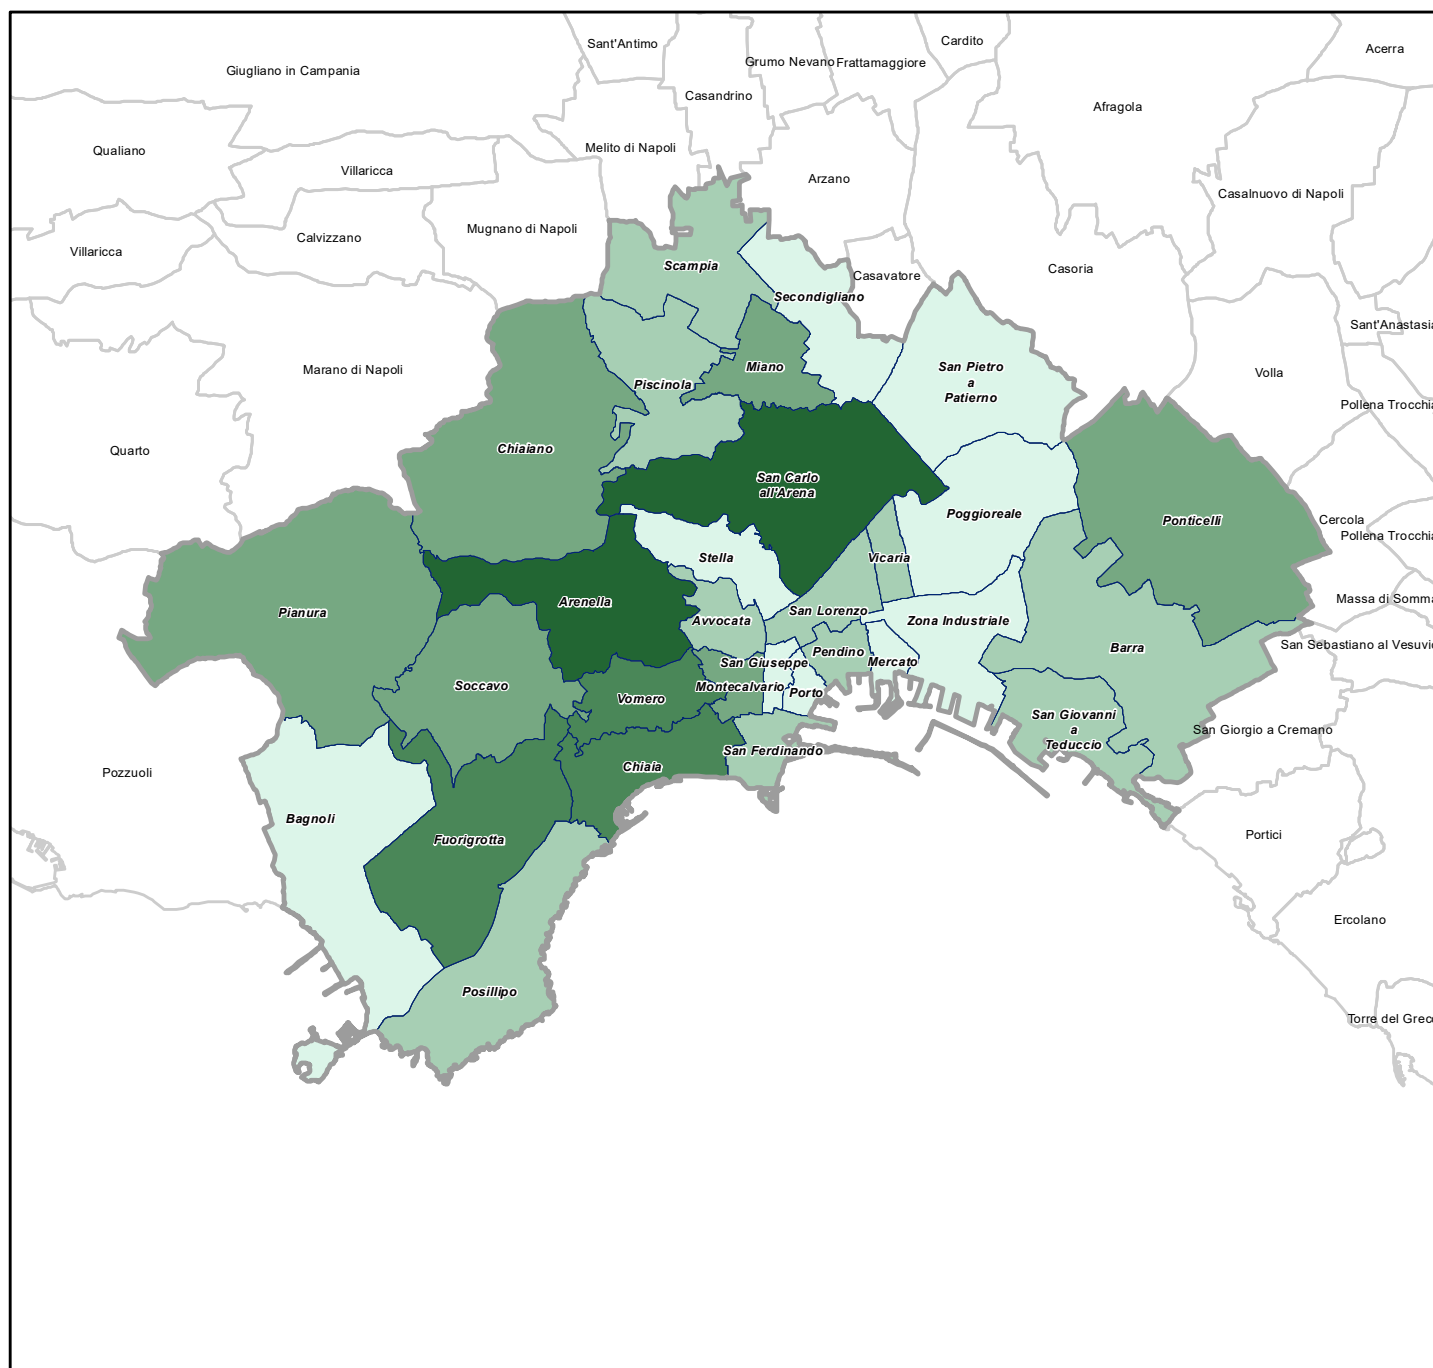 Sant'Antimo
Cardito
Acerra
Giugliano in Campania
Grumo Nevano
Frattamaggiore
Casandrino
Afragola
Qualiano
Melito di Napoli
Villaricca
Arzano
Casalnuovo di Napoli
Mugnano di Napoli
Calvizzano
Villaricca
Scampia
Casavatore
Casoria
Secondigliano
Sant'Anastasia
Marano di Napoli
Miano
San Pietro
a
Patierno
Volla
Piscinola
Pollena Trocchia
Quarto
Chiaiano
San Carlo
all'Arena
Poggioreale
Ponticelli
Cercola
Pollena Trocchia
Stella
Vicaria
Massa di Somma
Pianura
Arenella
San Lorenzo
Avvocata
Zona Industriale
Barra
San Sebastiano al Vesuvio
Pendino
San Giuseppe
Mercato
Soccavo
Montecalvario
Porto
Vomero
San Giovanni
a
Teduccio
San Giorgio a Cremano
San Ferdinando
Chiaia
Pozzuoli
Bagnoli
Fuorigrotta
Portici
Ercolano
Posillipo
Torre del Greco